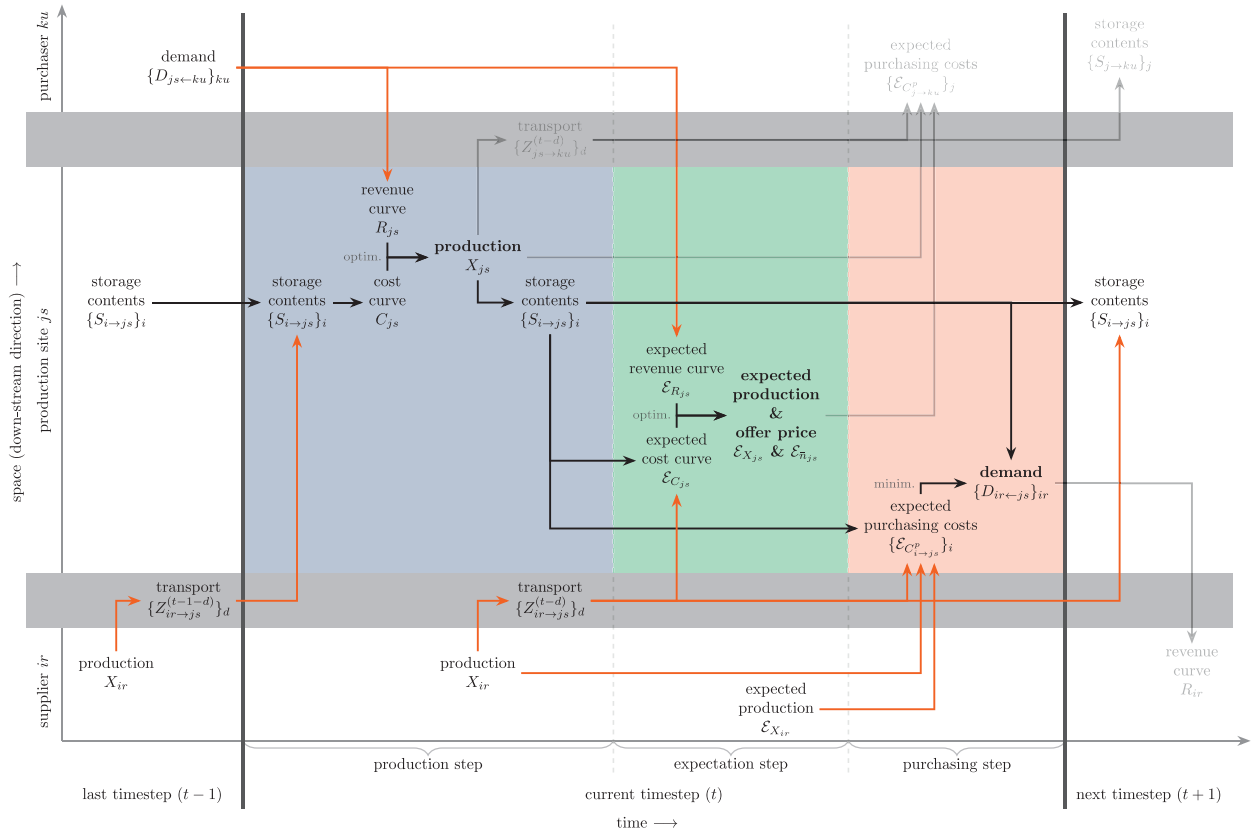 purchaser ku
demand
{D_{js←ku}}_{ku}
expected
purchasing costs
{ℰ_{C^p_{j→ku}}}_j
storage
contents
{S_{j→ku}}_j
transport
{Z^{(t−d)}_{js→ku}}_d
space (down-stream direction) ⟶
production site js
revenue
curve
R_{js}
optim.
cost
curve
C_{js}
production
X_{js}
storage
contents
{S_{i→js}}_i
storage
contents
{S_{i→js}}_i
storage
contents
{S_{i→js}}_i
storage
contents
{S_{i→js}}_i
expected
revenue curve
ℰ_{R_{js}}
optim.
expected
cost curve
ℰ_{C_{js}}
expected
production
&
offer price
ℰ_{X_{js}} & ℰ_{n̄_{js}}
minim.
demand
{D_{ir←js}}_{ir}
expected
purchasing costs
{ℰ_{C^p_{i→js}}}_i
transport
{Z^{(t−1−d)}_{ir→js}}_d
transport
{Z^{(t−d)}_{ir→js}}_d
supplier ir
production
X_{ir}
production
X_{ir}
expected
production
ℰ_{X_{ir}}
revenue
curve
R_{ir}
production step
expectation step
purchasing step
last timestep (t − 1)
current timestep (t)
next timestep (t + 1)
time ⟶